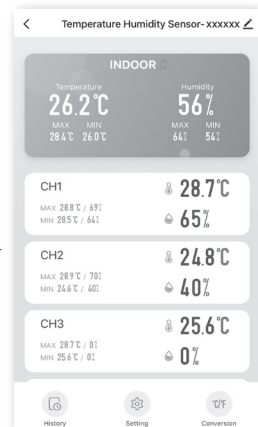 Temperature Humidity Sensor- xxxxxx
INDOOR
Temperature Humidity
26.2℃ 56%
MAX MIN MAX MIN
28.4℃ 26.0℃ 64% 54%
CH1 28.7℃
MAX 28.8℃ / 69%
MIN 28.5℃ / 64% 65%
CH2 24.8℃
MAX 28.9℃ / 70%
MIN 24.6℃ / 40% 40%
CH3 25.6℃
MAX 28.7℃ / 0%
MIN 25.6℃ / 0% 0%
℃/℉
History Setting Conversion